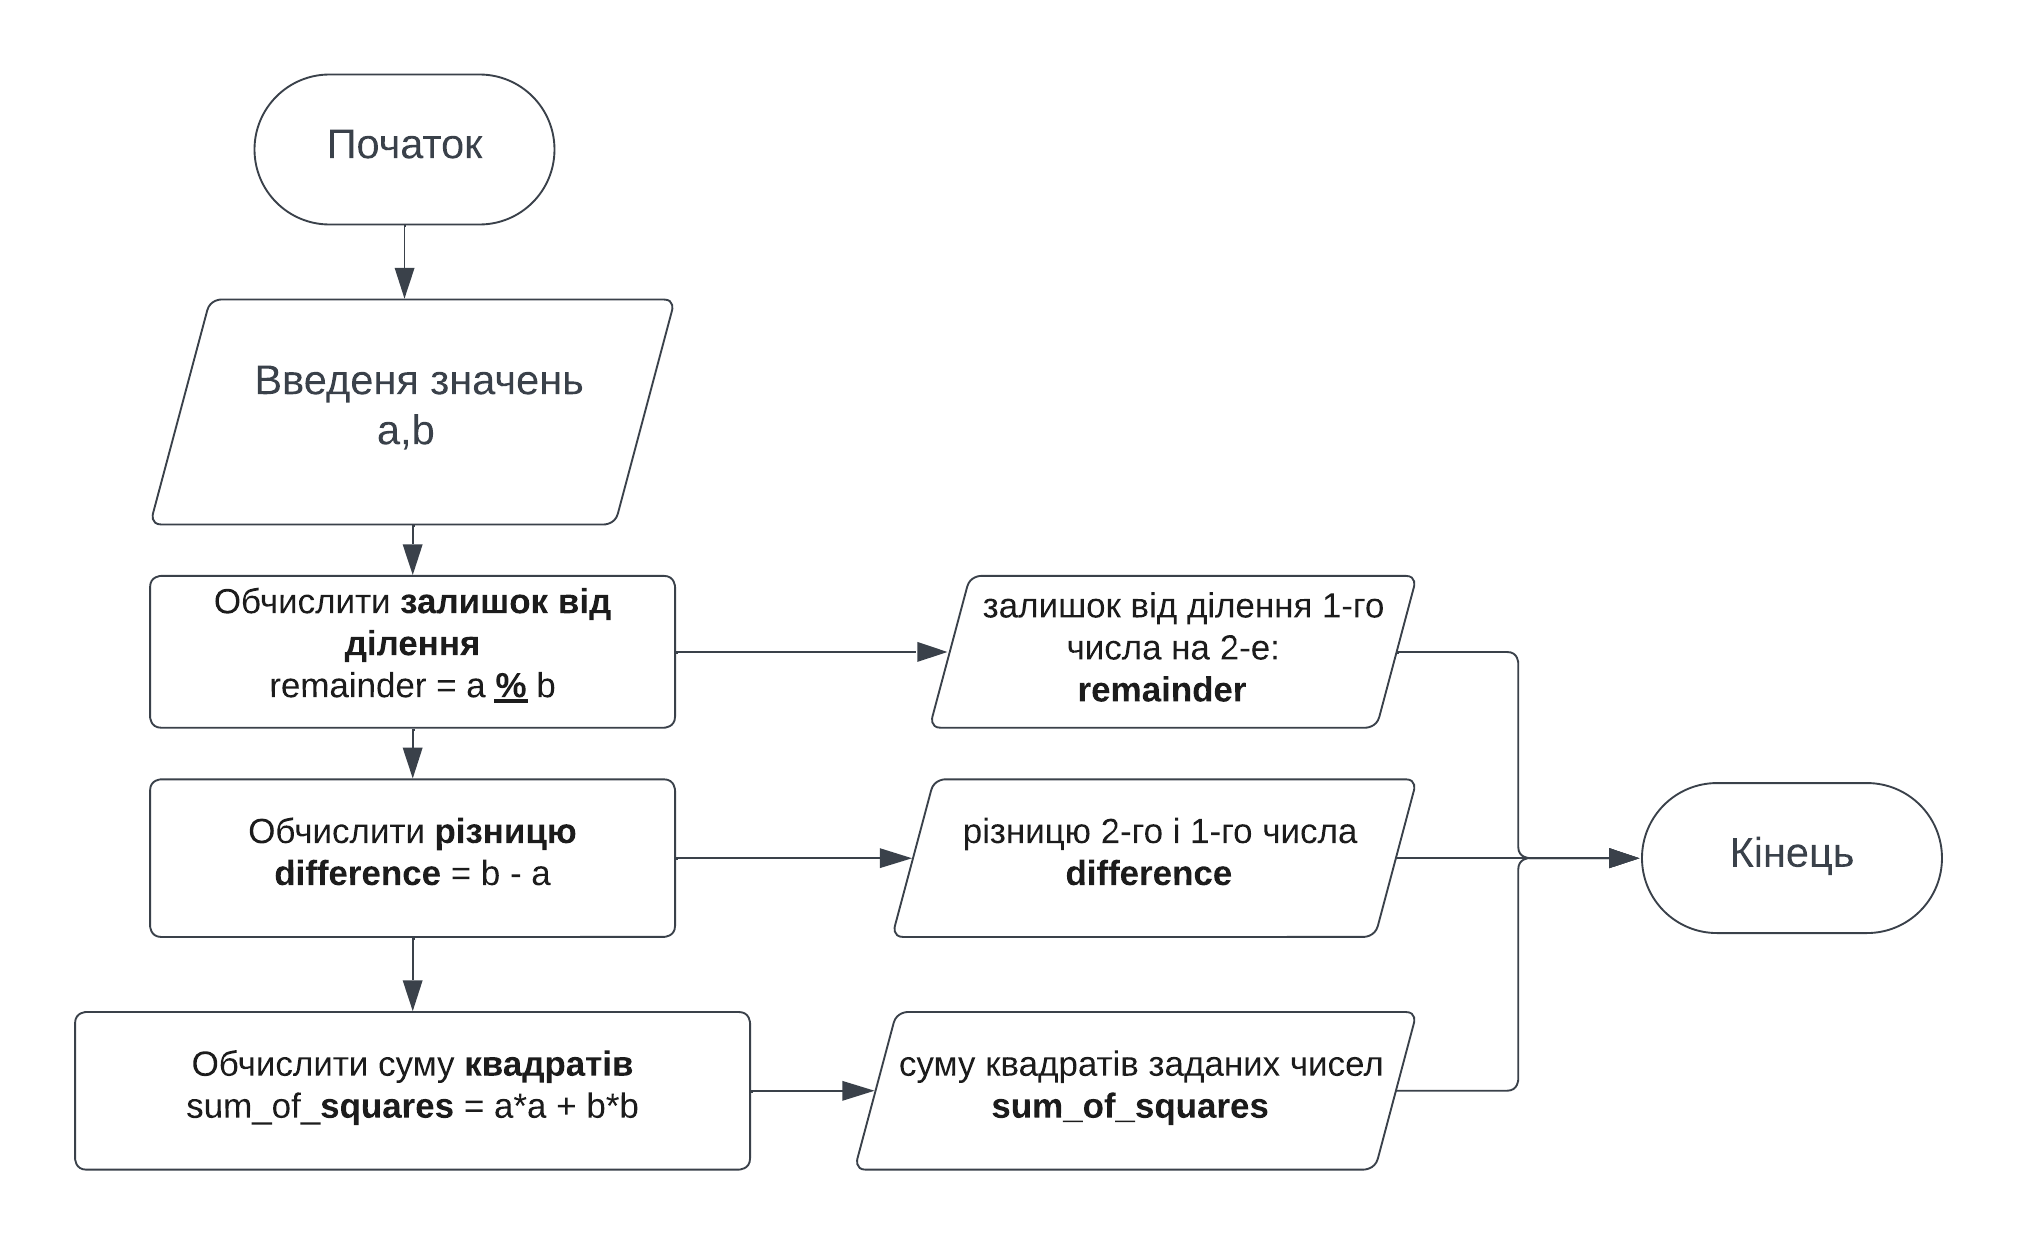 Початок
Введеня значень
a,b
Обчислити залишок від
ділення
remainder = a % b
залишок від ділення 1-го
числа на 2-е:
remainder
Обчислити різницю
difference = b - a
різницю 2-го і 1-го числа
difference
Кінець
Обчислити суму квадратів
sum_of_squares = a*a + b*b
суму квадратів заданих чисел
sum_of_squares